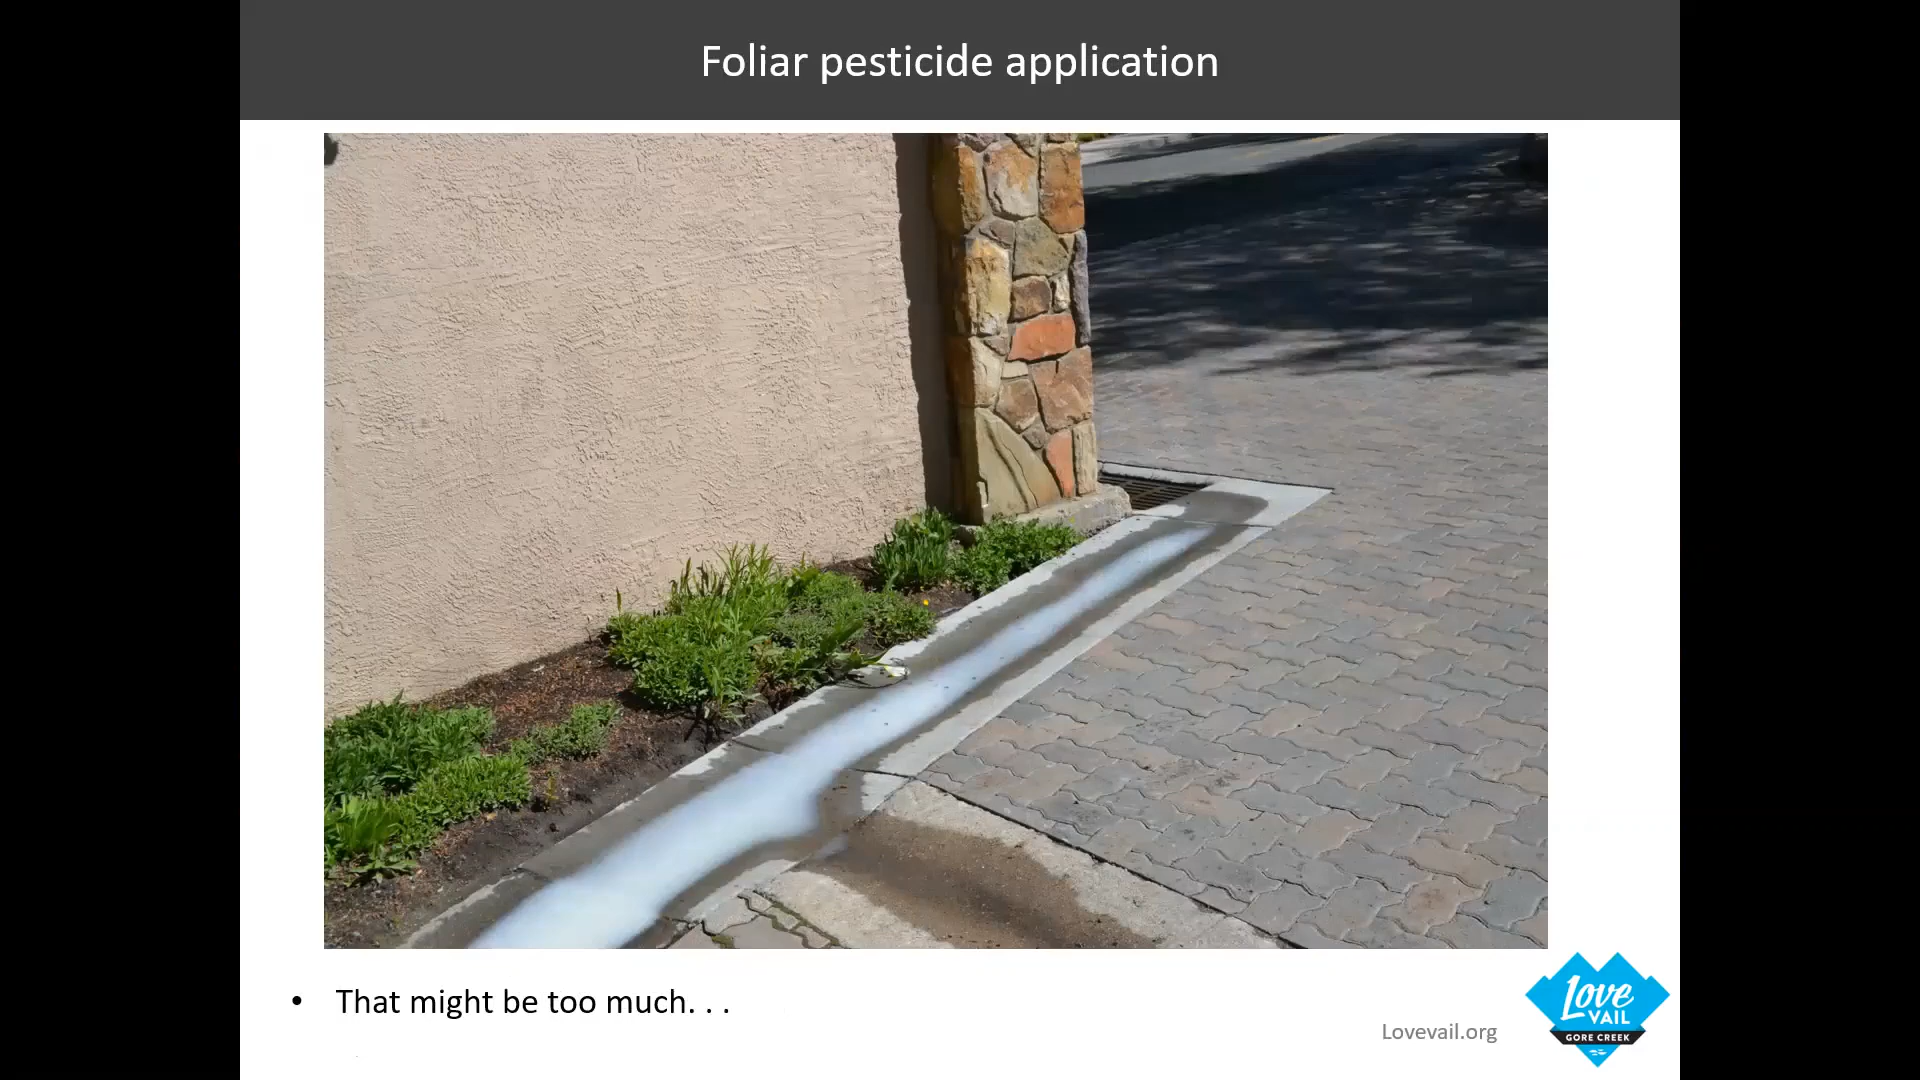 Foliar pesticide application
• That might be too much. . .
Lovevail.org
Love
VAIL
GORE CREEK